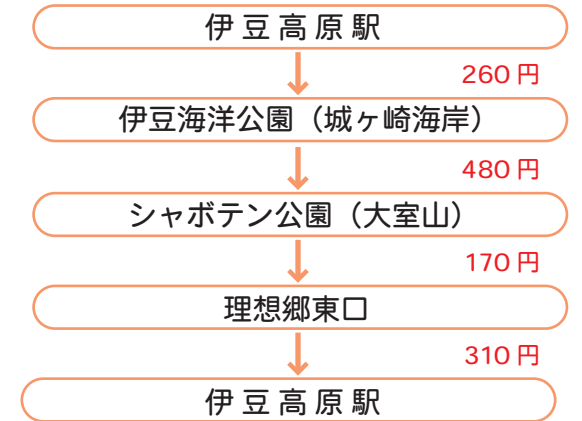 伊豆高原駅
260円
伊豆海洋公園（城ヶ崎海岸）
480円
シャボテン公園（大室山）
170円
理想郷東口
310円
伊豆高原駅